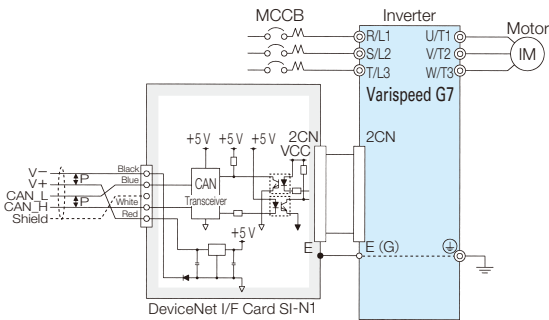 MCCB
Inverter
Motor
R/L1
U/T1
S/L2
V/T2
IM
T/L3
W/T3
Varispeed G7
+5 V
+5 V
+5 V
2CN
2CN
VCC
V−
Black
V+
P
Blue
CAN
CAN_L
CAN_H
P
White
Transceiver
Shield
Red
+5 V
E
E (G)
DeviceNet I/F Card SI-N1